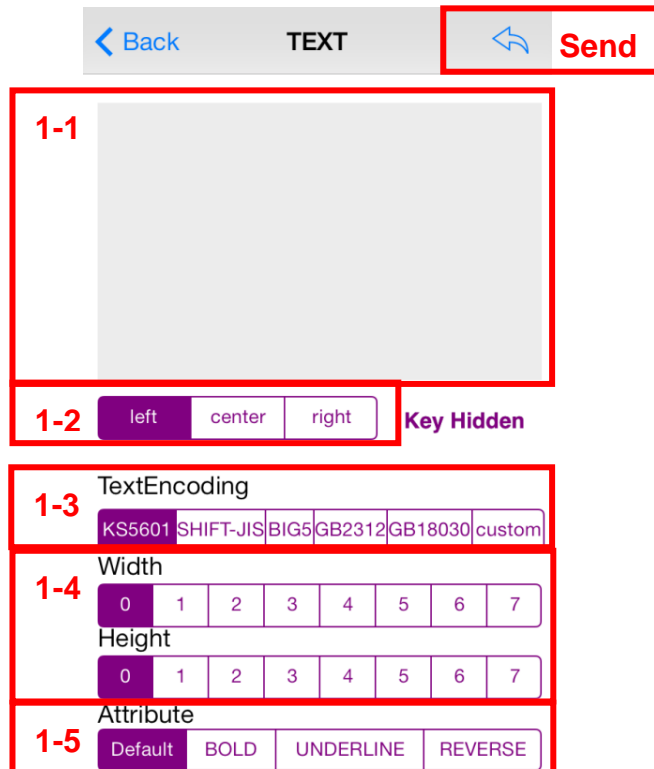 Back TEXT Send
1-1
1-2 left center right Key Hidden
1-3 TextEncoding
KS5601 SHIFT-JIS BIG5 GB2312 GB18030 custom
Width
1-4 0 1 2 3 4 5 6 7
Height
0 1 2 3 4 5 6 7
Attribute
1-5 Default BOLD UNDERLINE REVERSE